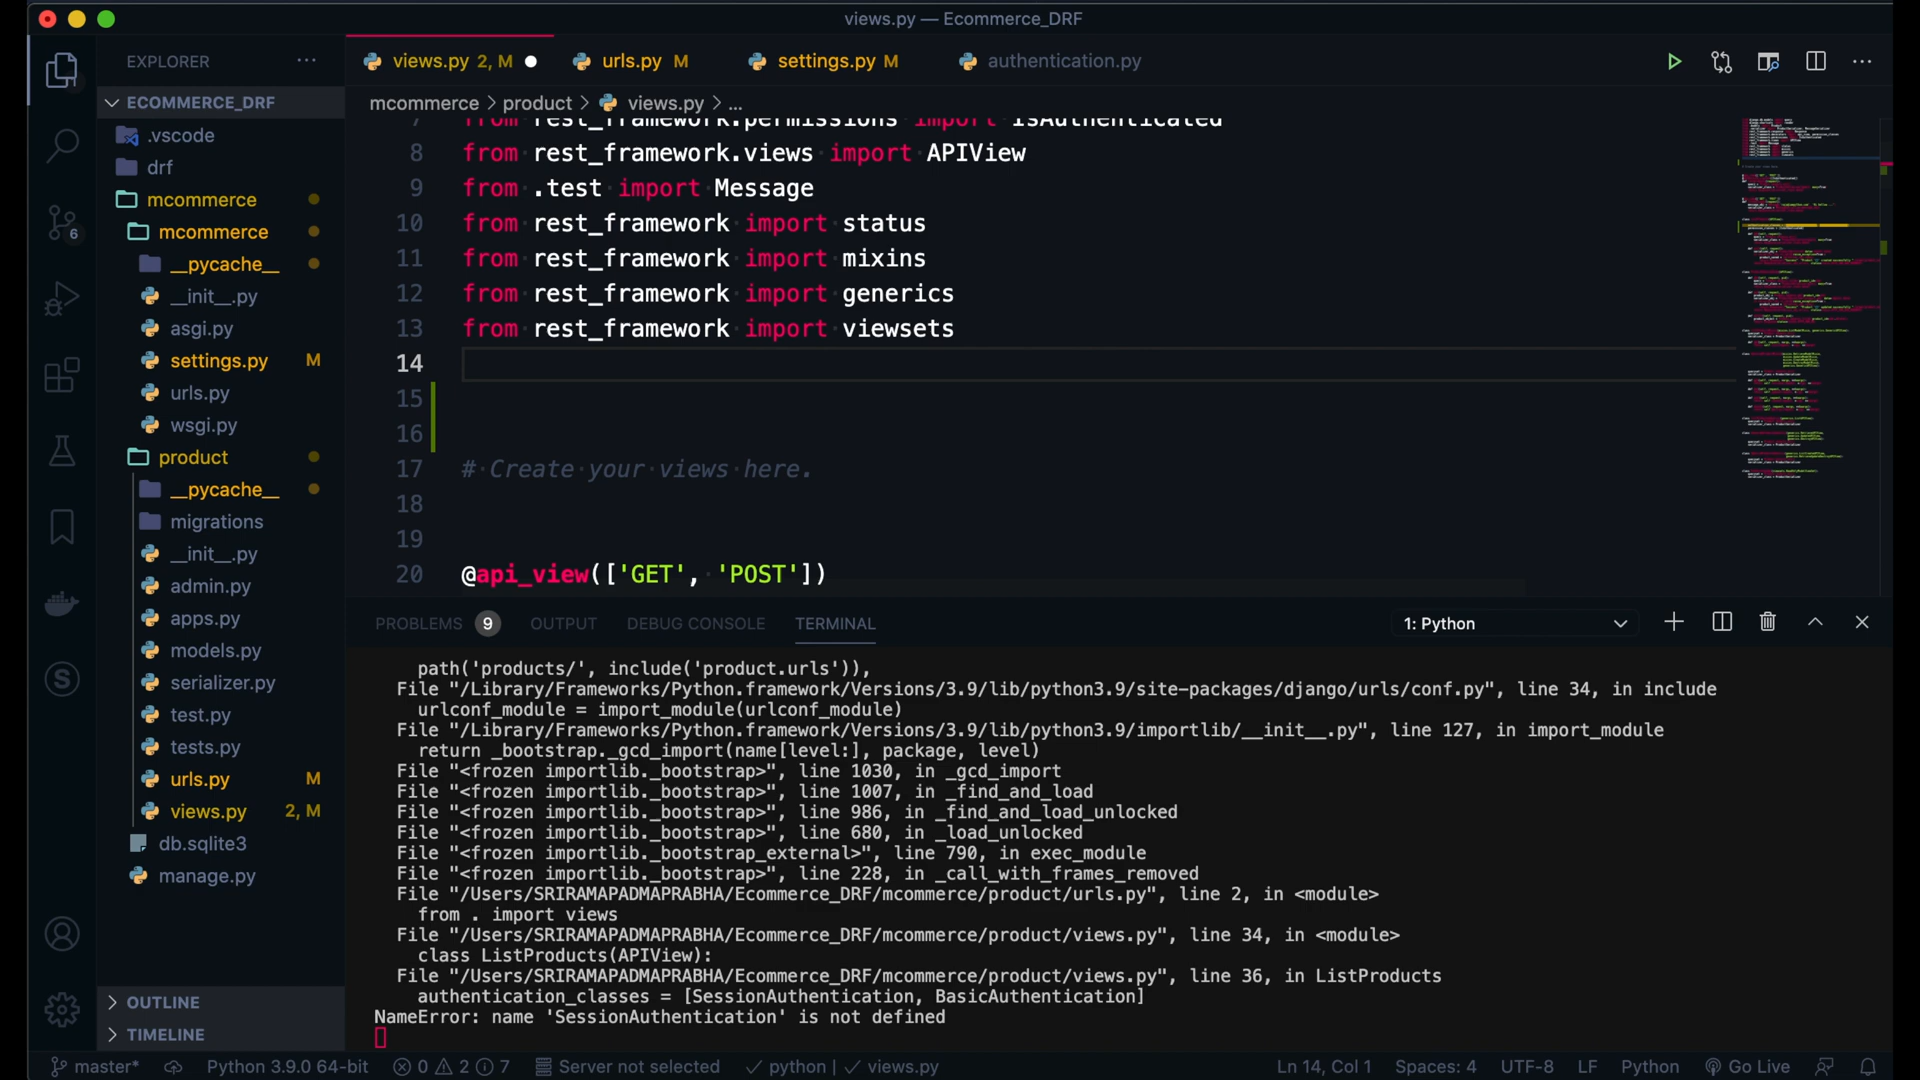 views.py — Ecommerce_DRF
EXPLORER
views.py 2, M
urls.py M
settings.py M
authentication.py
ECOMMERCE_DRF
mcommerce > product > views.py > ...
.vscode
drf
mcommerce
mcommerce
__pycache__
__init__.py
asgi.py
settings.py M
urls.py
wsgi.py
product
__pycache__
migrations
__init__.py
admin.py
apps.py
models.py
serializer.py
test.py
tests.py
urls.py M
views.py 2, M
db.sqlite3
manage.py
OUTLINE
TIMELINE
6
7 from rest_framework.permissions import IsAuthenticated
8 from rest_framework.views import APIView
9 from .test import Message
10 from rest_framework import status
11 from rest_framework import mixins
12 from rest_framework import generics
13 from rest_framework import viewsets
14
15
16
17 # Create your views here.
18
19
20 @api_view(['GET', 'POST'])
PROBLEMS 9 OUTPUT DEBUG CONSOLE TERMINAL
1: Python
path('products/', include('product.urls')),
File "/Library/Frameworks/Python.framework/Versions/3.9/lib/python3.9/site-packages/django/urls/conf.py", line 34, in include
urlconf_module = import_module(urlconf_module)
File "/Library/Frameworks/Python.framework/Versions/3.9/lib/python3.9/importlib/__init__.py", line 127, in import_module
return _bootstrap._gcd_import(name[level:], package, level)
File "<frozen importlib._bootstrap>", line 1030, in _gcd_import
File "<frozen importlib._bootstrap>", line 1007, in _find_and_load
File "<frozen importlib._bootstrap>", line 986, in _find_and_load_unlocked
File "<frozen importlib._bootstrap>", line 680, in _load_unlocked
File "<frozen importlib._bootstrap_external>", line 790, in exec_module
File "<frozen importlib._bootstrap>", line 228, in _call_with_frames_removed
File "/Users/SRIRAMAPADMAPRABHA/Ecommerce_DRF/mcommerce/product/urls.py", line 2, in <module>
from . import views
File "/Users/SRIRAMAPADMAPRABHA/Ecommerce_DRF/mcommerce/product/views.py", line 34, in <module>
class ListProducts(APIView):
File "/Users/SRIRAMAPADMAPRABHA/Ecommerce_DRF/mcommerce/product/views.py", line 36, in ListProducts
authentication_classes = [SessionAuthentication, BasicAuthentication]
NameError: name 'SessionAuthentication' is not defined
master* Python 3.9.0 64-bit 0 2 7 Server not selected python | views.py Ln 14, Col 1 Spaces: 4 UTF-8 LF Python Go Live